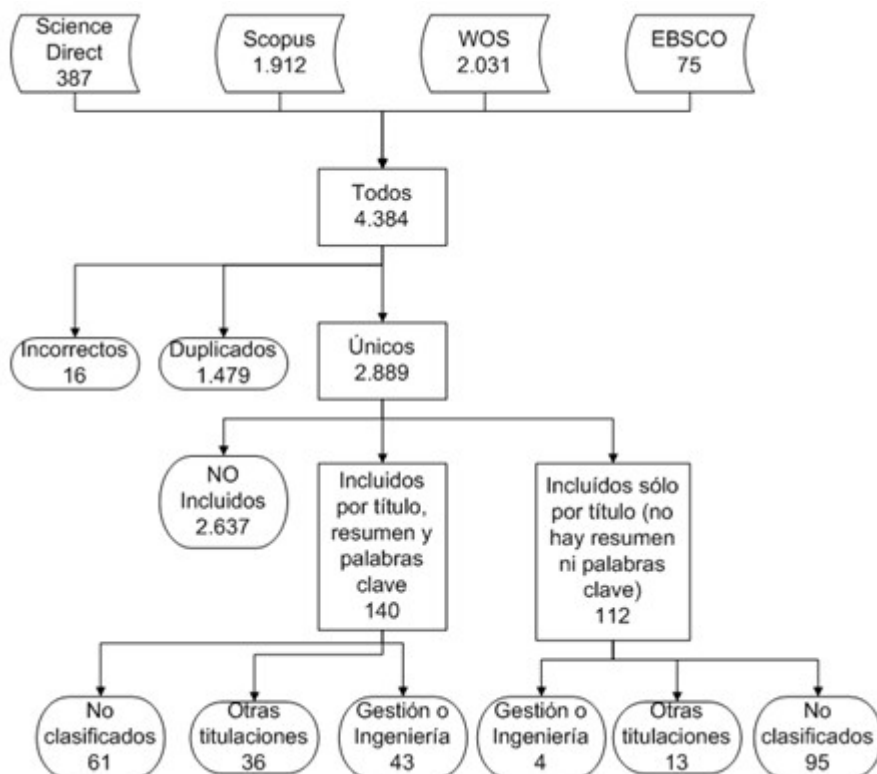 Science
Direct
387
Scopus
1.912
WOS
2.031
EBSCO
75
Todos
4.384
Incorrectos
16
Duplicados
1.479
Únicos
2.889
NO
Incluidos
2.637
Incluidos
por título,
resumen y
palabras
clave
140
Incluídos sólo
por título (no
hay resumen
ni palabras
clave)
112
No
clasificados
61
Otras
titulaciones
36
Gestión o
Ingeniería
43
Gestión o
Ingeniería
4
Otras
titulaciones
13
No
clasificados
95